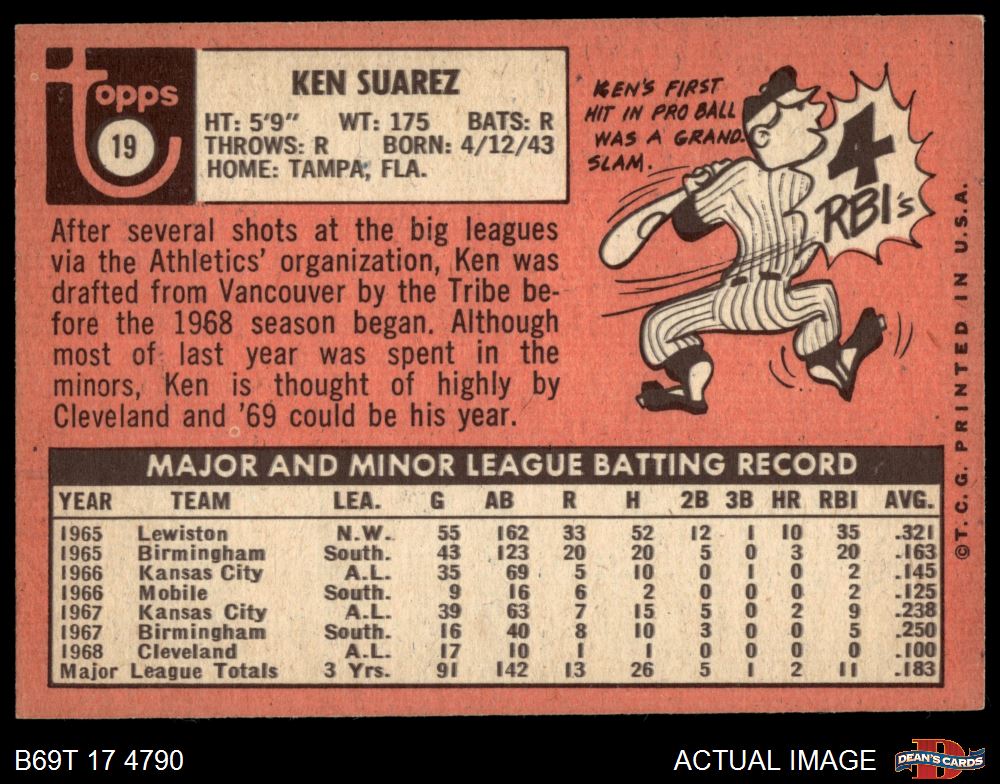 topps
19
KEN SUAREZ
HT: 5'9" WT: 175 BATS: R
THROWS: R BORN: 4/12/43
HOME: TAMPA, FLA.
KEN'S FIRST
HIT IN PRO BALL
WAS A GRAND-
SLAM.
4
RBI's
After several shots at the big leagues
via the Athletics' organization, Ken was
drafted from Vancouver by the Tribe be-
fore the 1968 season began. Although
most of last year was spent in the
minors, Ken is thought of highly by
Cleveland and '69 could be his year.
©T.C.G. PRINTED IN U.S.A.
MAJOR AND MINOR LEAGUE BATTING RECORD
YEAR TEAM LEA. G AB R H 2B 3B HR RBI AVG.
1965 Lewiston N.W. 55 162 33 52 12 1 10 35 .321
1965 Birmingham South. 43 123 20 20 5 0 3 20 .163
1966 Kansas City A.L. 35 69 5 10 0 1 0 2 .145
1966 Mobile South. 9 16 6 2 0 0 0 2 .125
1967 Kansas City A.L. 39 63 7 15 5 0 2 9 .238
1967 Birmingham South. 16 40 8 10 3 0 0 5 .250
1968 Cleveland A.L. 17 10 1 1 0 0 0 0 .100
Major League Totals 3 Yrs. 91 142 13 26 5 1 2 11 .183
B69T 17 4790
ACTUAL IMAGE
DEAN'S CARDS